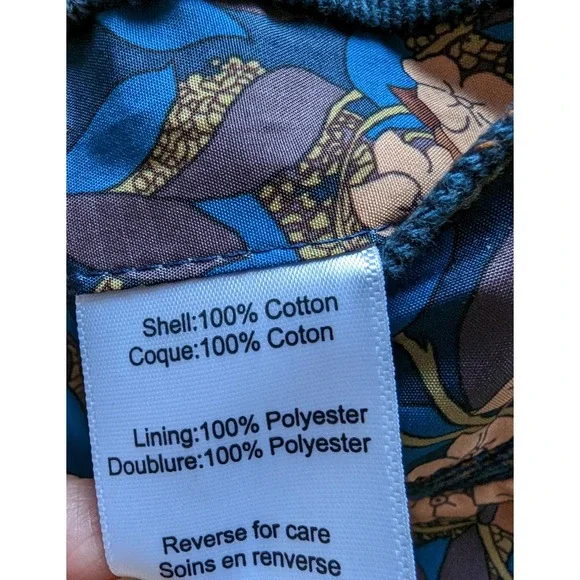 Shell:100% Cotton
Coque:100% Coton
Lining:100% Polyester
Doublure:100% Polyester
Reverse for care
Soins en renverse